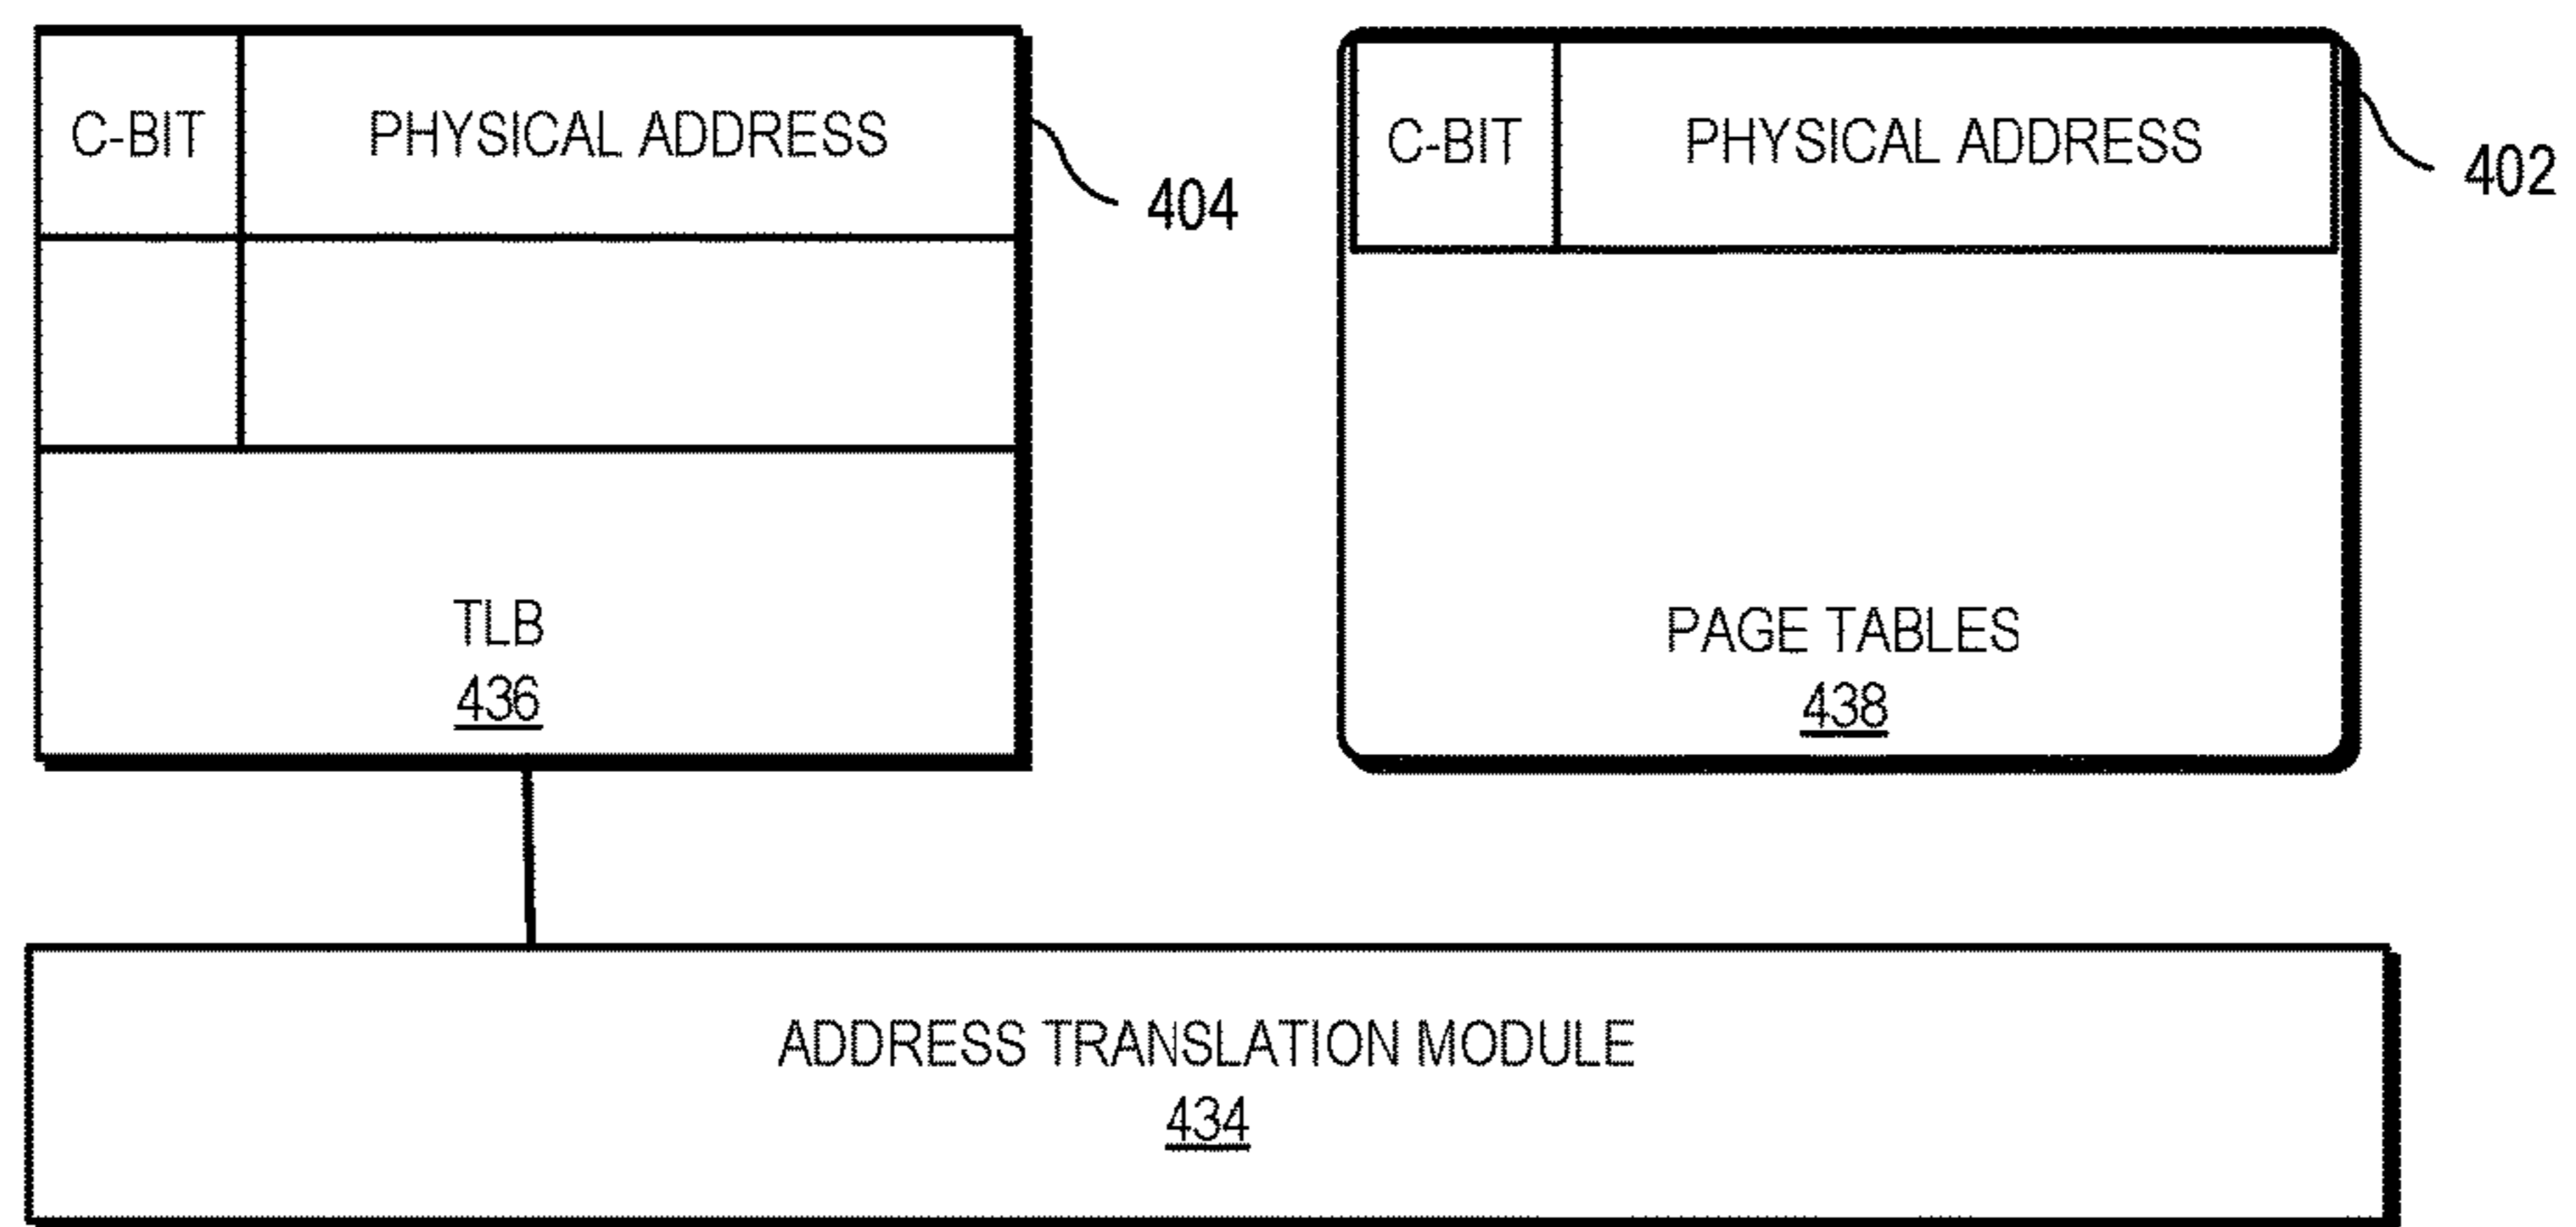 C-BIT
PHYSICAL ADDRESS
404
C-BIT
PHYSICAL ADDRESS
402
TLB
436
PAGE TABLES
438
ADDRESS TRANSLATION MODULE
434